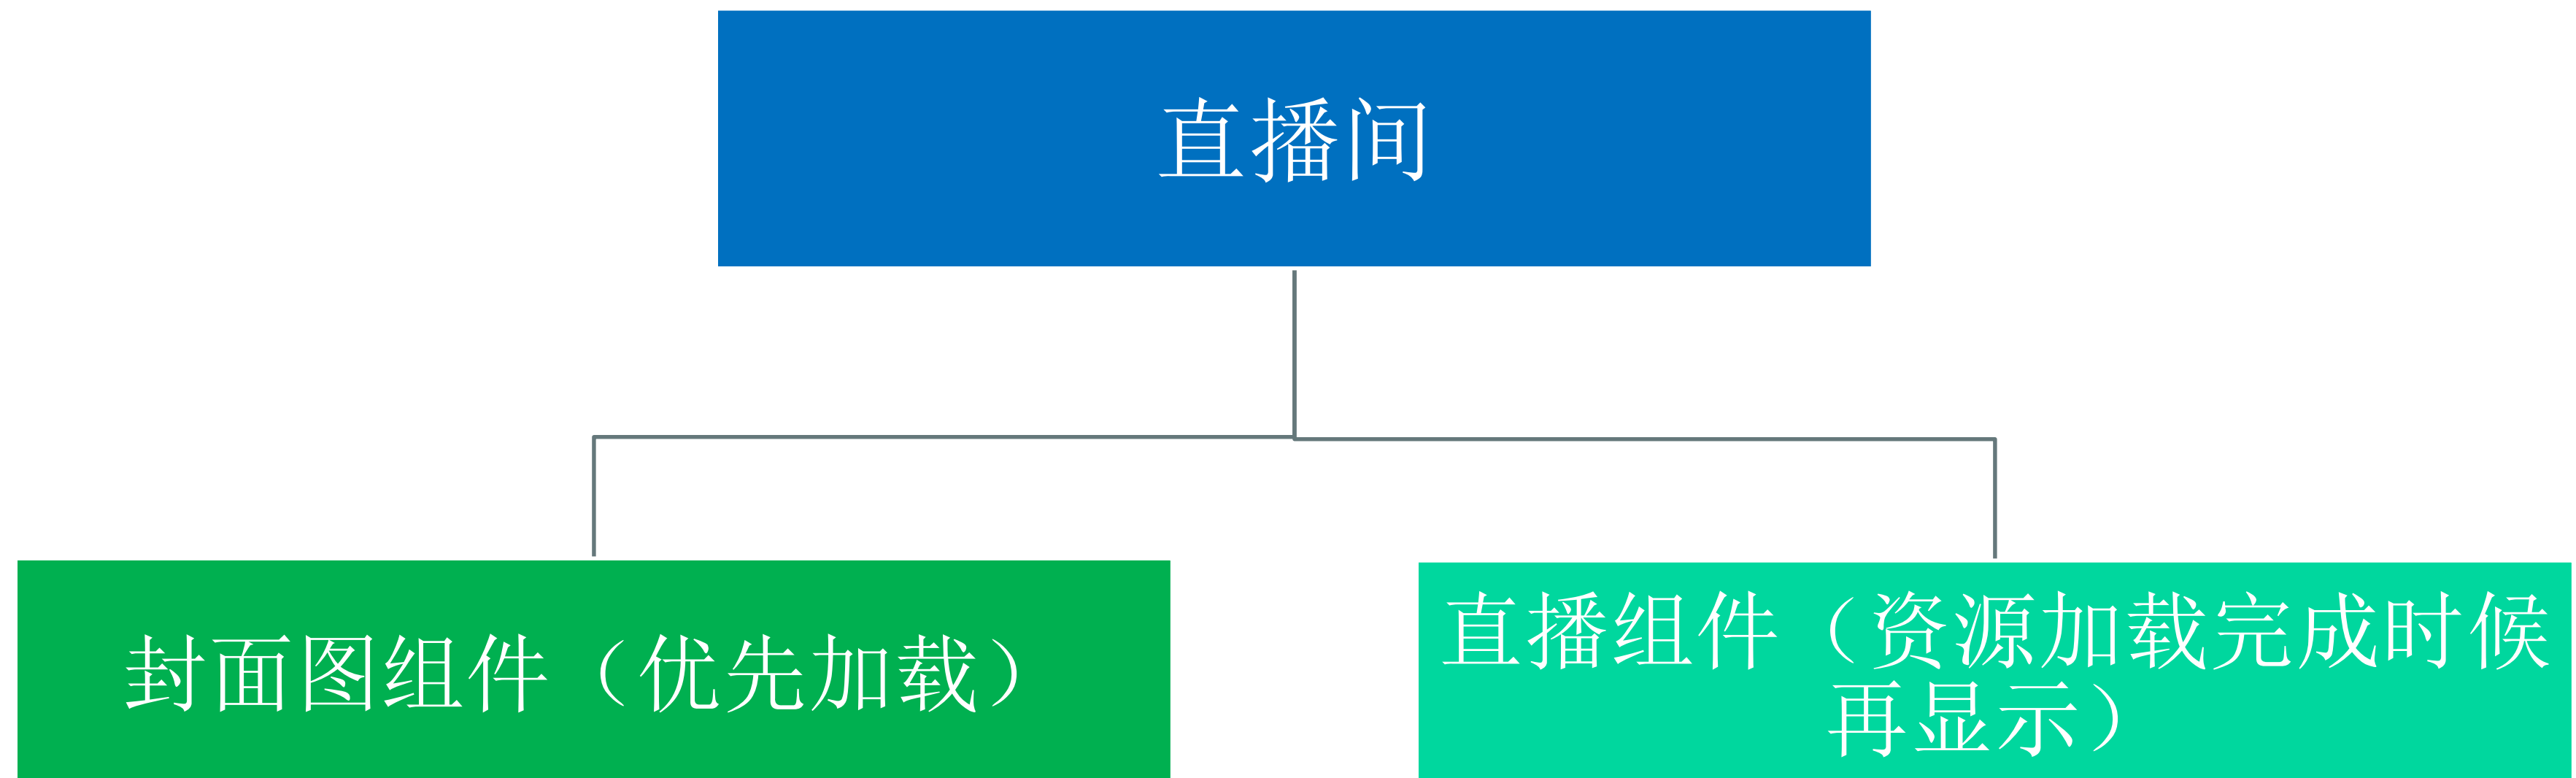 直播间
封面图组件（优先加载）
直播组件（资源加载完成时候
再显示）